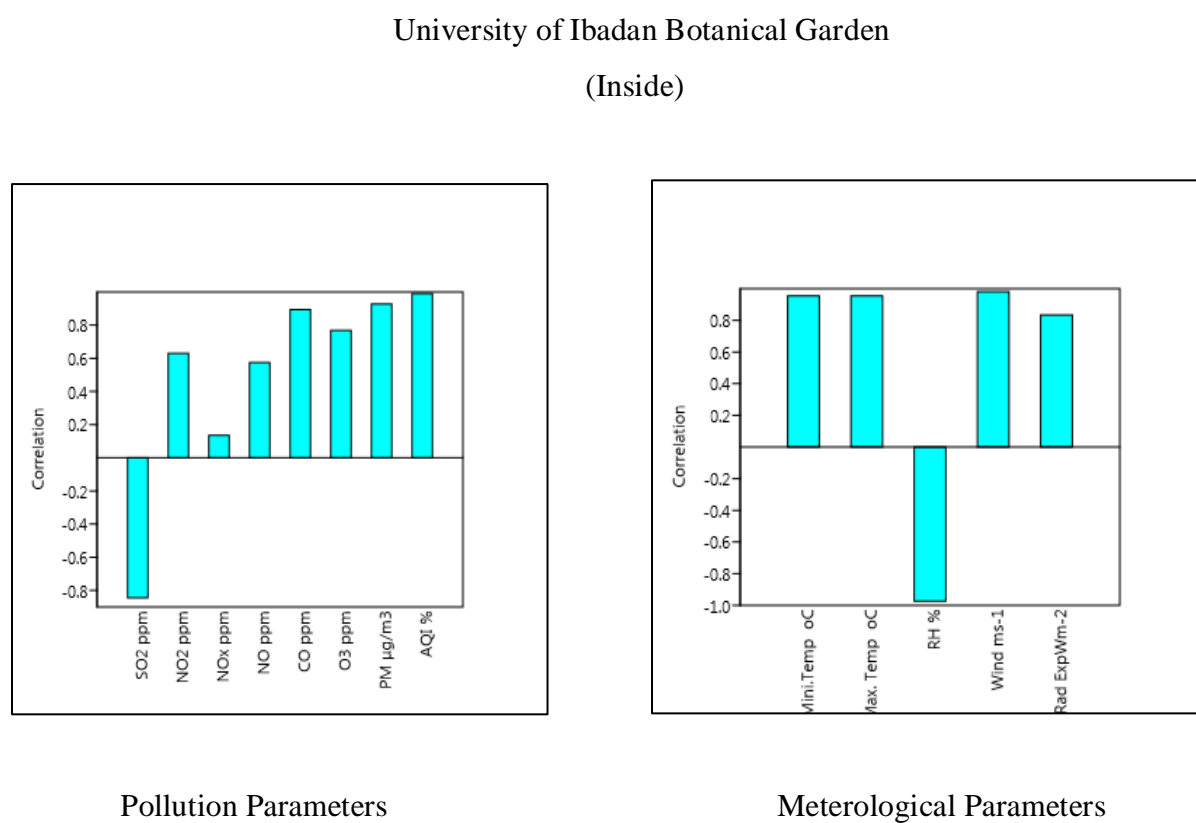 University of Ibadan Botanical Garden
(Inside)
0.8
0.6
0.4
0.2
-0.2
-0.4
-0.6
-0.8
Correlation
SO2 ppm
NO2 ppm
NOx ppm
NO ppm
CO ppm
O3 ppm
PM µg/m3
AQI %
0.8
0.6
0.4
0.2
-0.2
-0.4
-0.6
-0.8
-1.0
Correlation
Mini.Temp oC
Max. Temp oC
RH %
Wind ms-1
Rad ExpWm-2
Pollution Parameters
Meterological Parameters